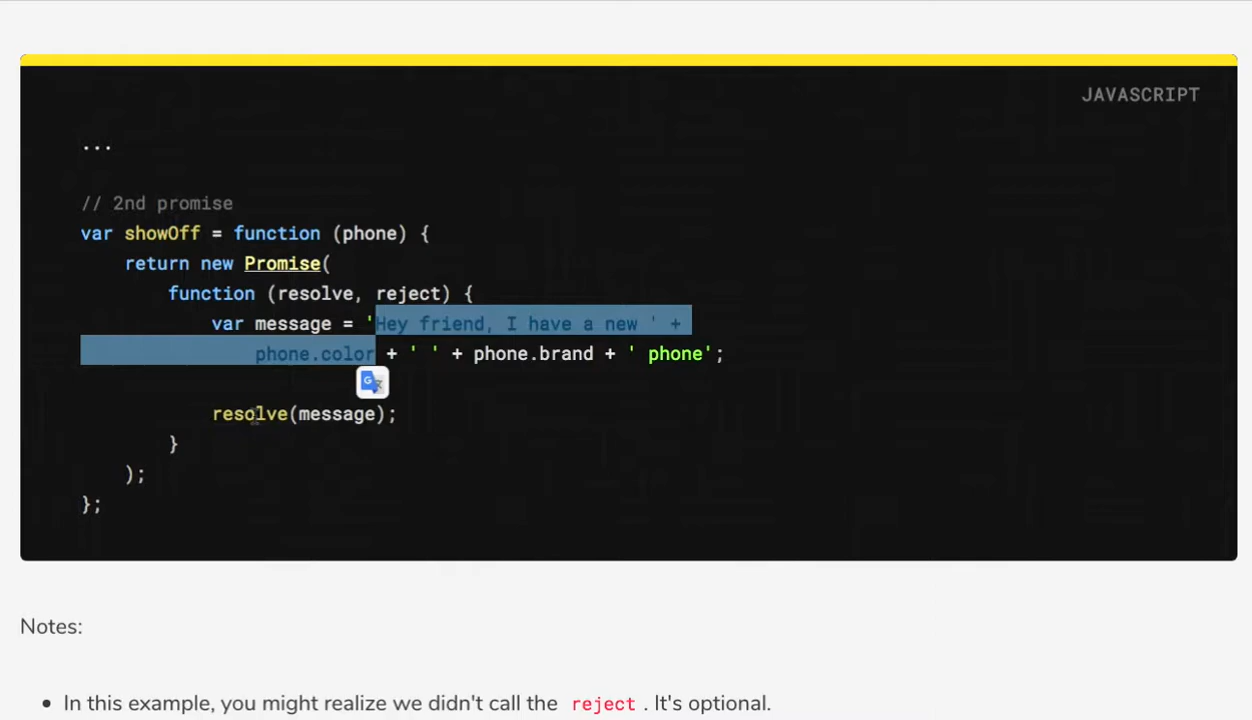 JAVASCRIPT
...
// 2nd promise
var showOff = function (phone) {
    return new Promise(
        function (resolve, reject) {
            var message = 'Hey friend, I have a new ' +
                phone.color + ' ' + phone.brand + ' phone';
            resolve(message);
        }
    );
};
Notes:
• In this example, you might realize we didn't call the reject . It's optional.